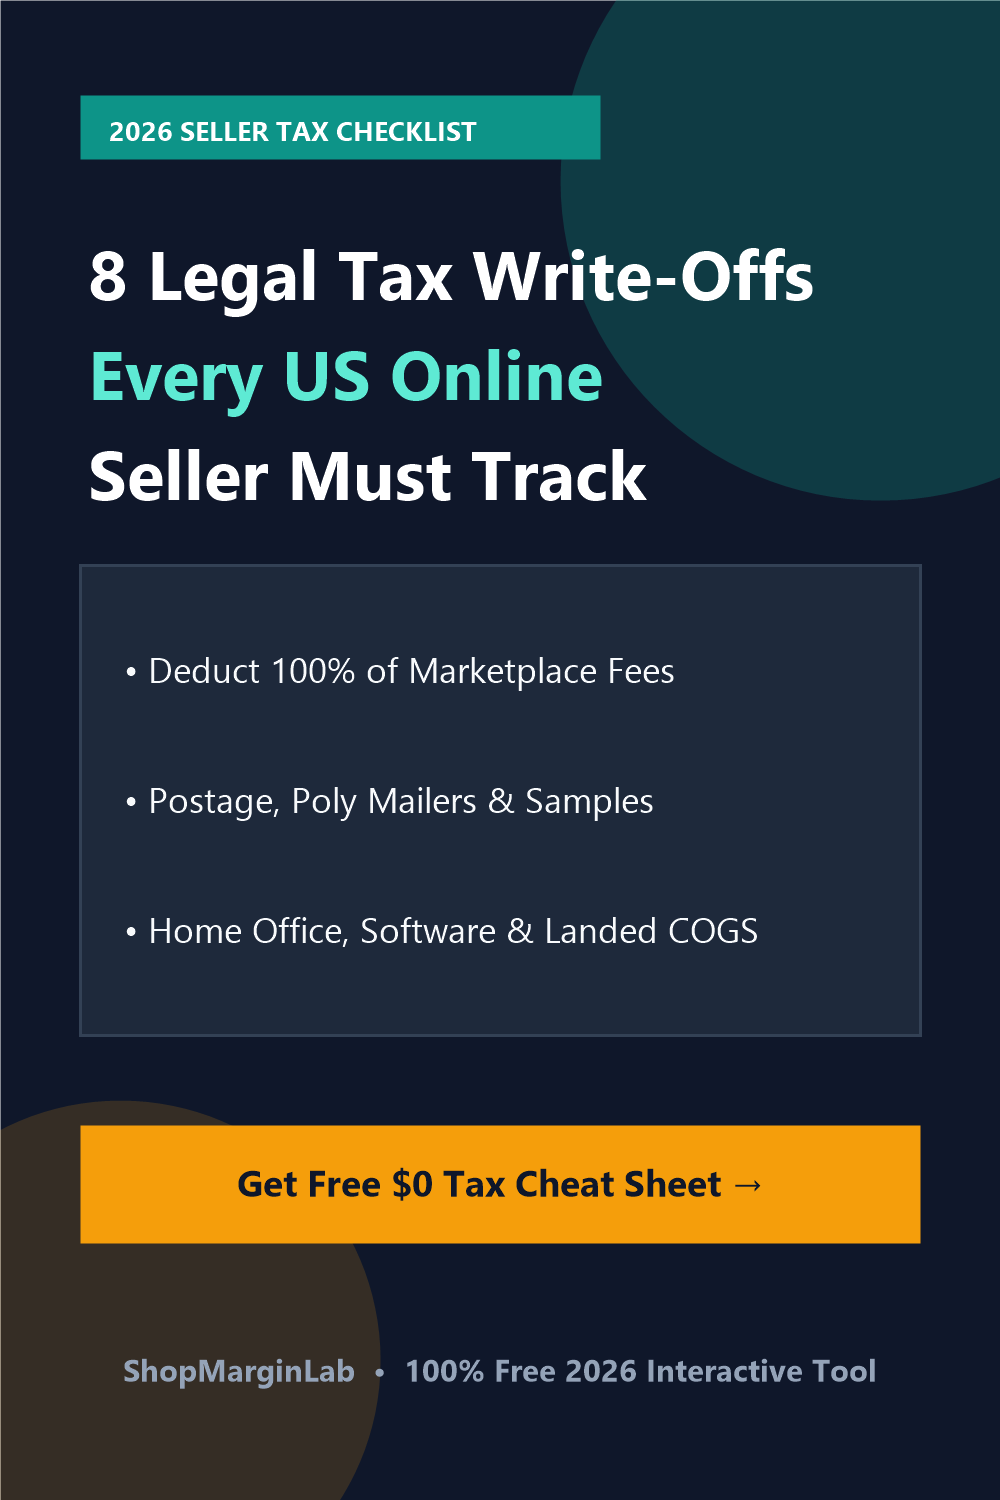 2026 SELLER TAX CHECKLIST
8 Legal Tax Write-Offs
Every US Online
Seller Must Track
• Deduct 100% of Marketplace Fees
• Postage, Poly Mailers & Samples
• Home Office, Software & Landed COGS
Get Free $0 Tax Cheat Sheet →
ShopMarginLab • 100% Free 2026 Interactive Tool